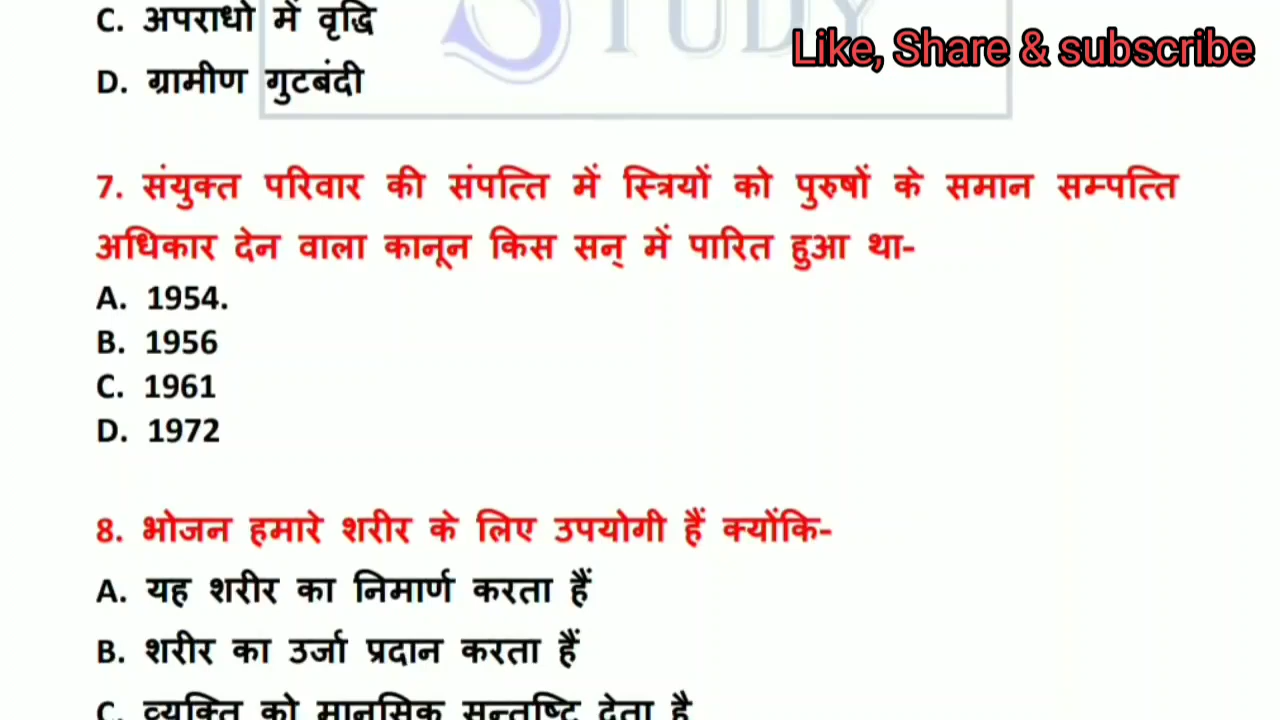 C. अपराधो में वृद्धि
STUDY
Like, Share & subscribe
D. ग्रामीण गुटबंदी
7. संयुक्त परिवार की संपत्ति में स्त्रियों को पुरुषों के समान सम्पत्ति
अधिकार देन वाला कानून किस सन् में पारित हुआ था-
A. 1954.
B. 1956
C. 1961
D. 1972
8. भोजन हमारे शरीर के लिए उपयोगी हैं क्योंकि-
A. यह शरीर का निमार्ण करता हैं
B. शरीर का उर्जा प्रदान करता हैं
C. व्यक्ति को मानसिक सन्तुष्टि देता है